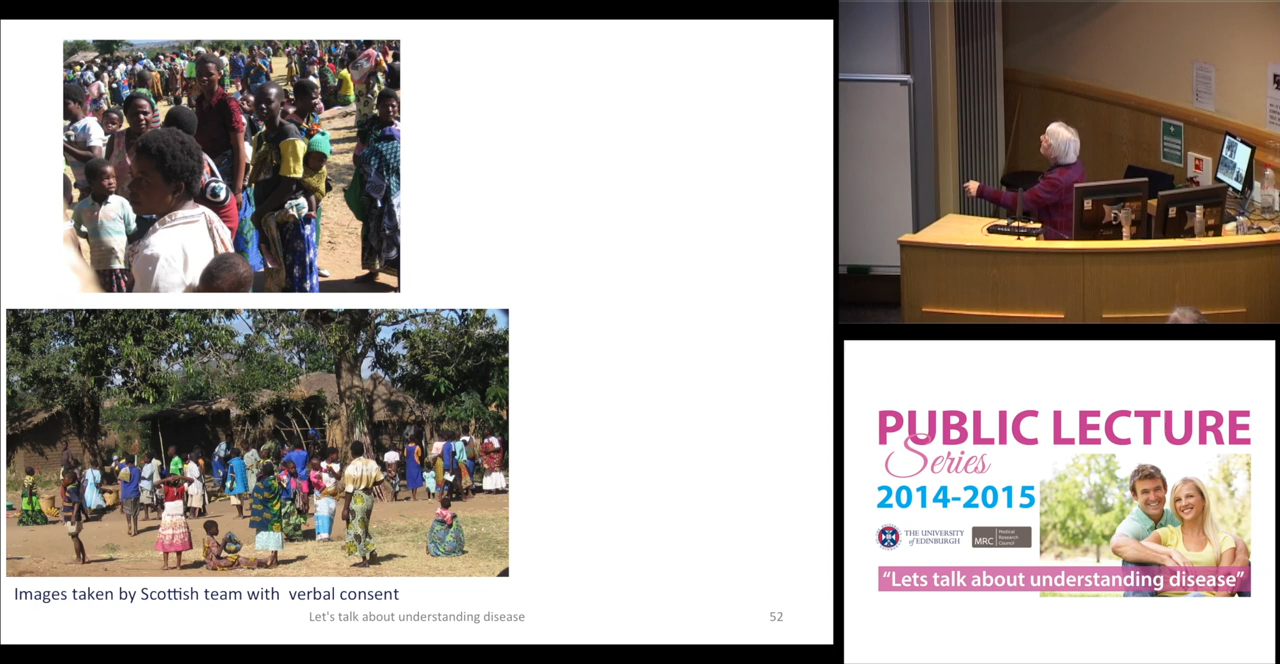 Images taken by Scottish team with verbal consent
Let's talk about understanding disease
52
PUBLIC LECTURE
Series
2014-2015
THE UNIVERSITY
of EDINBURGH
MRC
Medical
Research
Council
“Lets talk about understanding disease”